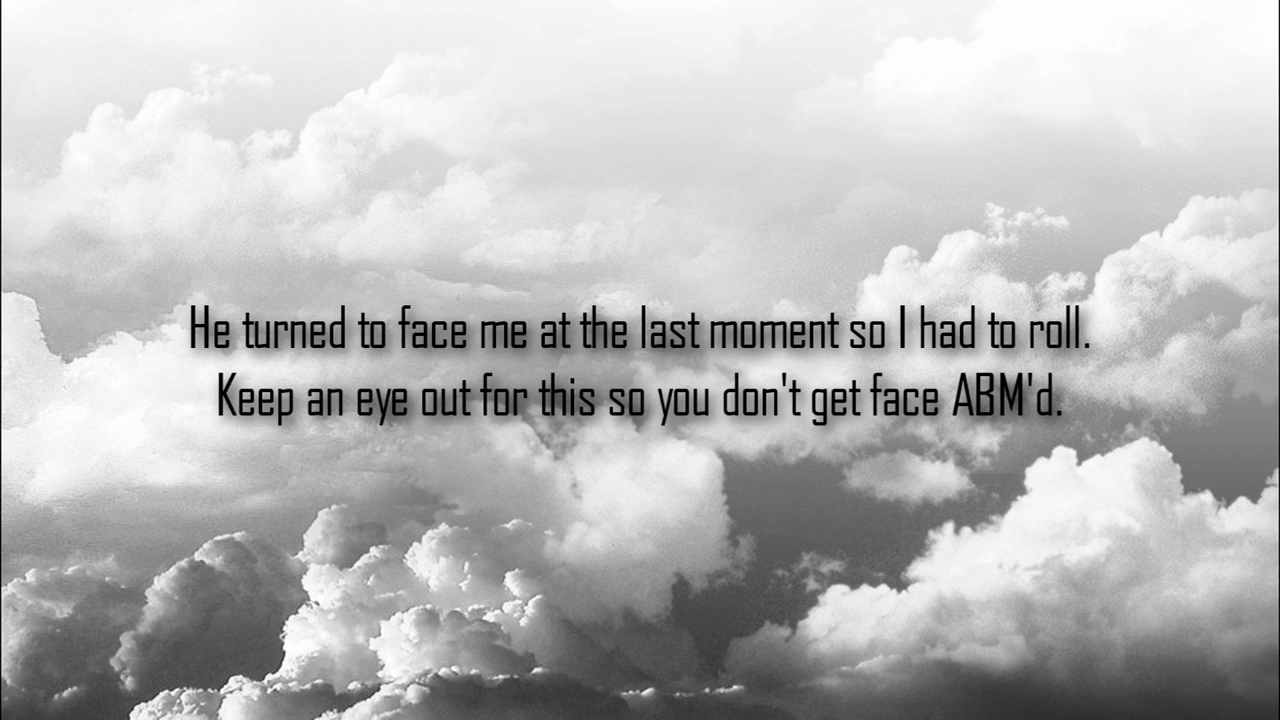 He turned to face me at the last moment so I had to roll.
Keep an eye out for this so you don't get face ABM'd.